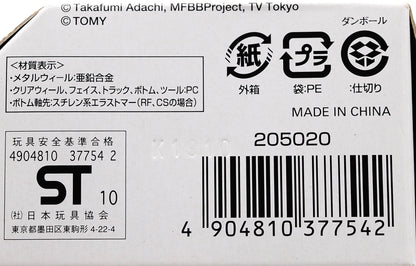 © Takafumi Adachi, MFBBProject, TV Tokyo
© TOMY
ダンボール
<材質表示>
・メタルウィール:亜鉛合金
・クリアウィール、フェイス、トラック、ボトム、ツール:PC
・ボトム軸先:スチレン系エラストマー(RF、CSの場合)
紙
外箱
プラ
袋:PE
:仕切り
MADE IN CHINA
玩具安全基準合格
4904810 37754 2
ST 10
(社)日本玩具協会
東京都墨田区東駒形 4-22-4
205020
4 904810 377542